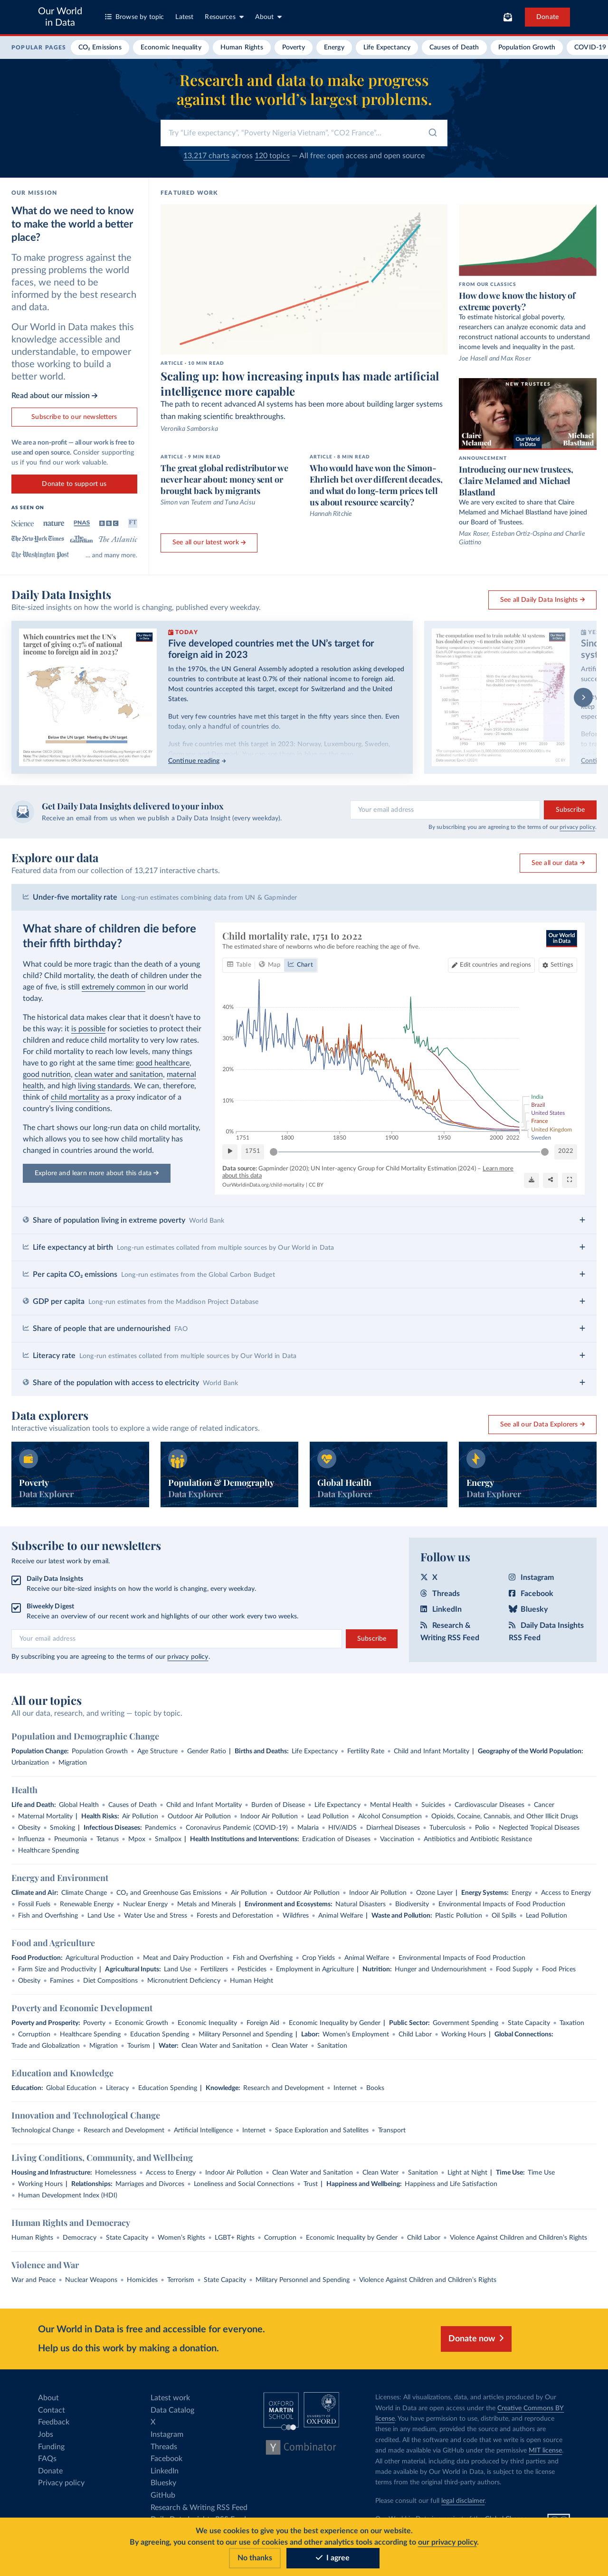 Our World
in Data
Browse by topic
Latest
Resources
About
Donate
POPULAR PAGES
CO₂ Emissions
Economic Inequality
Human Rights
Poverty
Energy
Life Expectancy
Causes of Death
Population Growth
COVID-19
Research and data to make progress
against the world's largest problems.
Try "Life expectancy", "Poverty Nigeria Vietnam", "CO2 France"...
13,217 charts across 120 topics — All free: open access and open source
OUR MISSION
What do we need to know
to make the world a better
place?
To make progress against the
pressing problems the world
faces, we need to be
informed by the best research
and data.
Our World in Data makes this
knowledge accessible and
understandable, to empower
those working to build a
better world.
Read about our mission →
Subscribe to our newsletters
We are a non-profit — all our work is free to
use and open source. Consider supporting
us if you find our work valuable.
Donate to support us
AS SEEN ON
Science
nature
PNAS
BBC
FT
The New York Times
The Guardian
The Atlantic
The Washington Post
... and many more.
FEATURED WORK
ARTICLE - 10 MIN READ
Scaling up: how increasing inputs has made artificial
intelligence more capable
The path to recent advanced AI systems has been more about building larger systems
than making scientific breakthroughs.
Veronika Samborska
ARTICLE - 9 MIN READ
The great global redistributor we
never hear about: money sent or
brought back by migrants
Simon van Teutem and Tuna Acisu
ARTICLE - 8 MIN READ
Who would have won the Simon-
Ehrlich bet over different decades,
and what do long-term prices tell
us about resource scarcity?
Hannah Ritchie
See all our latest work →
FROM OUR CLASSICS
How do we know the history of
extreme poverty?
To estimate historical global poverty,
researchers can analyze economic data and
reconstruct national accounts to understand
income levels and inequality in the past.
Joe Hasell and Max Roser
NEW TRUSTEES
Claire
Melamed
Our World
in Data
Michael
Blastland
ANNOUNCEMENT
Introducing our new trustees,
Claire Melamed and Michael
Blastland
We are very excited to share that Claire
Melamed and Michael Blastland have joined
our Board of Trustees.
Max Roser, Esteban Ortiz-Ospina and Charlie
Giattino
Daily Data Insights
Bite-sized insights on how the world is changing, published every weekday.
See all Daily Data Insights →
Which countries met the UN's
target of giving 0.7% of national
income for foreign aid in 2023?
Below the UN target
Meeting the UN target
TODAY
Five developed countries met the UN's target for
foreign aid in 2023
In the 1970s, the UN General Assembly adopted a resolution asking developed
countries to contribute at least 0.7% of their national income to foreign aid.
Most countries accepted this target, except for Switzerland and the United
States.
But very few countries have met this target in the fifty years since then. Even
today, only a handful of countries do.
Just five countries met this target in 2023: Norway, Luxembourg, Sweden,
Continue reading →
The computation used to train notable AI systems
has doubled every ~6 months since 2010
Get Daily Data Insights delivered to your inbox
Receive an email from us when we publish a Daily Data Insight (every weekday).
Your email address
Subscribe
By subscribing you are agreeing to the terms of our privacy policy.
Explore our data
Featured data from our collection of 13,217 interactive charts.
See all our data →
Under-five mortality rate Long-run estimates combining data from UN & Gapminder
What share of children die before
their fifth birthday?
What could be more tragic than the death of a young
child? Child mortality, the death of children under the
age of five, is still extremely common in our world
today.
The historical data makes clear that it doesn't have to
be this way: it is possible for societies to protect their
children and reduce child mortality to very low rates.
For child mortality to reach low levels, many things
have to go right at the same time: good healthcare,
good nutrition, clean water and sanitation, maternal
health, and high living standards. We can, therefore,
think of child mortality as a proxy indicator of a
country's living conditions.
The chart shows our long-run data on child mortality,
which allows you to see how child mortality has
changed in countries around the world.
Explore and learn more about this data →
Child mortality rate, 1751 to 2022
The estimated share of newborns who die before reaching the age of five.
Our World
in Data
Table
Map
Chart
Edit countries and regions
Settings
40%
30%
20%
10%
0%
1751
1800
1850
1900
1950
2000
2022
India
Brazil
United States
France
United Kingdom
Sweden
1751
2022
Data source: Gapminder (2020); UN Inter-agency Group for Child Mortality Estimation (2024) – Learn more
about this data
OurWorldinData.org/child-mortality | CC BY
Share of population living in extreme poverty World Bank
Life expectancy at birth Long-run estimates collated from multiple sources by Our World in Data
Per capita CO₂ emissions Long-run estimates from the Global Carbon Budget
GDP per capita Long-run estimates from the Maddison Project Database
Share of people that are undernourished FAO
Literacy rate Long-run estimates collated from multiple sources by Our World in Data
Share of the population with access to electricity World Bank
Data explorers
Interactive visualization tools to explore a wide range of related indicators.
See all our Data Explorers →
Poverty
Data Explorer
Population & Demography
Data Explorer
Global Health
Data Explorer
Energy
Data Explorer
Subscribe to our newsletters
Receive our latest work by email.
Daily Data Insights
Receive our bite-sized insights on how the world is changing, every weekday.
Biweekly Digest
Receive an overview of our recent work and highlights of our other work every two weeks.
Your email address
Subscribe
By subscribing you are agreeing to the terms of our privacy policy.
Follow us
X
Threads
LinkedIn
Research &
Writing RSS Feed
Instagram
Facebook
Bluesky
Daily Data Insights
RSS Feed
All our topics
All our data, research, and writing — topic by topic.
Population and Demographic Change
Population Change: Population Growth • Age Structure • Gender Ratio | Births and Deaths: Life Expectancy • Fertility Rate • Child and Infant Mortality | Geography of the World Population:
Urbanization • Migration
Health
Life and Death: Global Health • Causes of Death • Child and Infant Mortality • Burden of Disease • Life Expectancy • Mental Health • Suicides • Cardiovascular Diseases • Cancer
• Maternal Mortality | Health Risks: Air Pollution • Outdoor Air Pollution • Indoor Air Pollution • Lead Pollution • Alcohol Consumption • Opioids, Cocaine, Cannabis, and Other Illicit Drugs
• Obesity • Smoking | Infectious Diseases: Pandemics • Coronavirus Pandemic (COVID-19) • Malaria • HIV/AIDS • Diarrheal Diseases • Tuberculosis • Polio • Neglected Tropical Diseases
• Influenza • Pneumonia • Tetanus • Mpox • Smallpox | Health Institutions and Interventions: Eradication of Diseases • Vaccination • Antibiotics and Antibiotic Resistance
• Healthcare Spending
Energy and Environment
Climate and Air: Climate Change • CO₂ and Greenhouse Gas Emissions • Air Pollution • Outdoor Air Pollution • Indoor Air Pollution • Ozone Layer | Energy Systems: Energy • Access to Energy
• Fossil Fuels • Renewable Energy • Nuclear Energy • Metals and Minerals | Environment and Ecosystems: Natural Disasters • Biodiversity • Environmental Impacts of Food Production
• Fish and Overfishing • Land Use • Water Use and Stress • Forests and Deforestation • Wildfires • Animal Welfare | Waste and Pollution: Plastic Pollution • Oil Spills • Lead Pollution
Food and Agriculture
Food Production: Agricultural Production • Meat and Dairy Production • Fish and Overfishing • Crop Yields • Animal Welfare • Environmental Impacts of Food Production
• Farm Size and Productivity | Agricultural Inputs: Land Use • Fertilizers • Pesticides • Employment in Agriculture | Nutrition: Hunger and Undernourishment • Food Supply • Food Prices
• Obesity • Famines • Diet Compositions • Micronutrient Deficiency • Human Height
Poverty and Economic Development
Poverty and Prosperity: Poverty • Economic Growth • Economic Inequality • Foreign Aid • Economic Inequality by Gender | Public Sector: Government Spending • State Capacity • Taxation
• Corruption • Healthcare Spending • Education Spending • Military Personnel and Spending | Labor: Women's Employment • Child Labor • Working Hours | Global Connections:
Trade and Globalization • Migration • Tourism | Water: Clean Water and Sanitation • Clean Water • Sanitation
Education and Knowledge
Education: Global Education • Literacy • Education Spending | Knowledge: Research and Development • Internet • Books
Innovation and Technological Change
Technological Change • Research and Development • Artificial Intelligence • Internet • Space Exploration and Satellites • Transport
Living Conditions, Community, and Wellbeing
Housing and Infrastructure: Homelessness • Access to Energy • Indoor Air Pollution • Clean Water and Sanitation • Clean Water • Sanitation • Light at Night | Time Use: Time Use
• Working Hours | Relationships: Marriages and Divorces • Loneliness and Social Connections • Trust | Happiness and Wellbeing: Happiness and Life Satisfaction
• Human Development Index (HDI)
Human Rights and Democracy
Human Rights • Democracy • State Capacity • Women's Rights • LGBT+ Rights • Corruption • Economic Inequality by Gender • Child Labor • Violence Against Children and Children's Rights
Violence and War
War and Peace • Nuclear Weapons • Homicides • Terrorism • State Capacity • Military Personnel and Spending • Violence Against Children and Children's Rights
Our World in Data is free and accessible for everyone.
Help us do this work by making a donation.
Donate now
About
Contact
Feedback
Jobs
Funding
FAQs
Donate
Privacy policy
Latest work
Data Catalog
X
Instagram
Threads
Facebook
LinkedIn
Bluesky
GitHub
Research & Writing RSS Feed
OXFORD
MARTIN
SCHOOL
UNIVERSITY OF
OXFORD
Y Combinator
Licenses: All visualizations, data, and articles produced by Our
World in Data are open access under the Creative Commons BY
license. You have permission to use, distribute, and reproduce
these in any medium, provided the source and authors are
credited. All the software and code that we write is open source
and made available via GitHub under the permissive MIT license.
All other material, including data produced by third parties and
made available by Our World in Data, is subject to the license
terms from the original third-party authors.
Please consult our full legal disclaimer.
We use cookies to give you the best experience on our website.
By agreeing, you consent to our use of cookies and other analytics tools according to our privacy policy.
No thanks
I agree